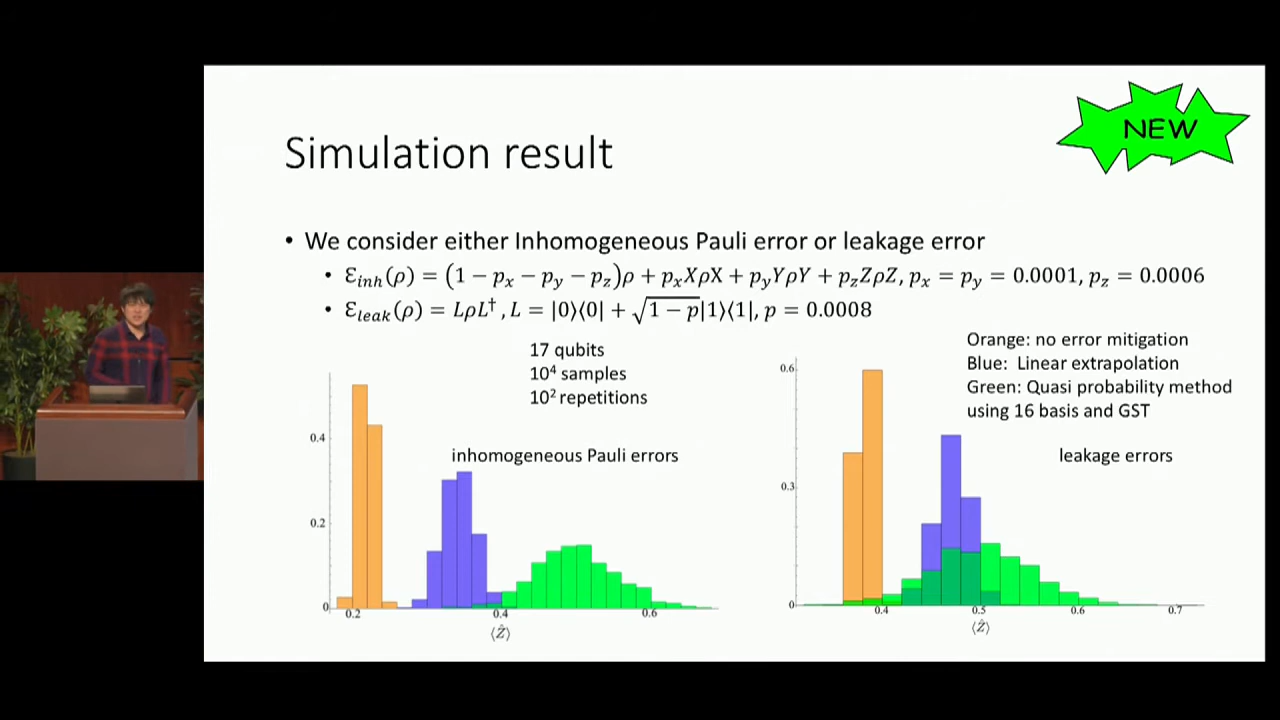 NEW
Simulation result
• We consider either Inhomogeneous Pauli error or leakage error
• Ɛ_inh(ρ) = (1 − p_x − p_y − p_z)ρ + p_xXρX + p_yYρY + p_zZρZ, p_x = p_y = 0.0001, p_z = 0.0006
• Ɛ_leak(ρ) = LρL†, L = |0⟩⟨0| + √(1 − p)|1⟩⟨1|, p = 0.0008
17 qubits
10⁴ samples
10² repetitions
Orange: no error mitigation
Blue: Linear extrapolation
Green: Quasi probability method
using 16 basis and GST
inhomogeneous Pauli errors
leakage errors
0.4
0.2
0
0.2 0.4 0.6
⟨Ẑ⟩
0.6
0.3
0
0.4 0.5 0.6 0.7
⟨Ẑ⟩